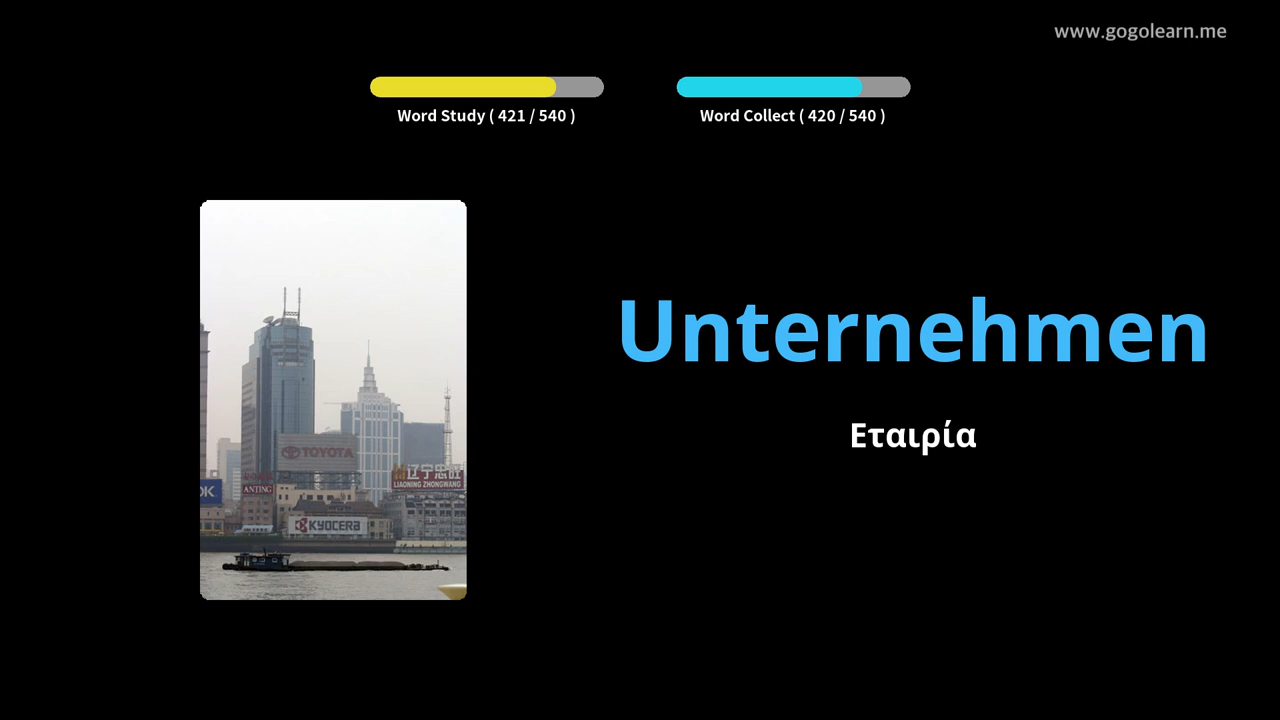 www.gogolearn.me
Word Study ( 421 / 540 )
Word Collect ( 420 / 540 )
Unternehmen
Εταιρία
TOYOTA
辽宁忠旺
LIAONING ZHONGWANG
OK
ANTING
KYOCERA